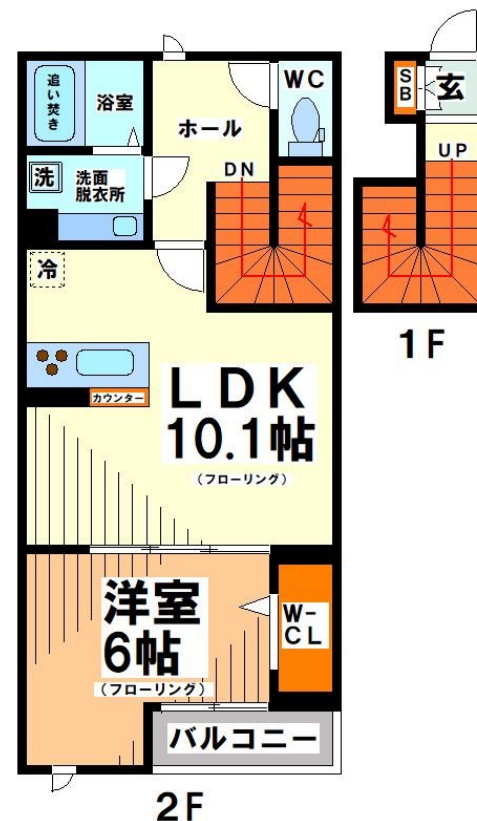 追い焚き
浴室
ホール
WC
洗
洗面
脱衣所
DN
冷
カウンター
LDK
10.1帖
(フローリング)
洋室
6帖
(フローリング)
W-
CL
バルコニー
2F
SB
玄
UP
1F